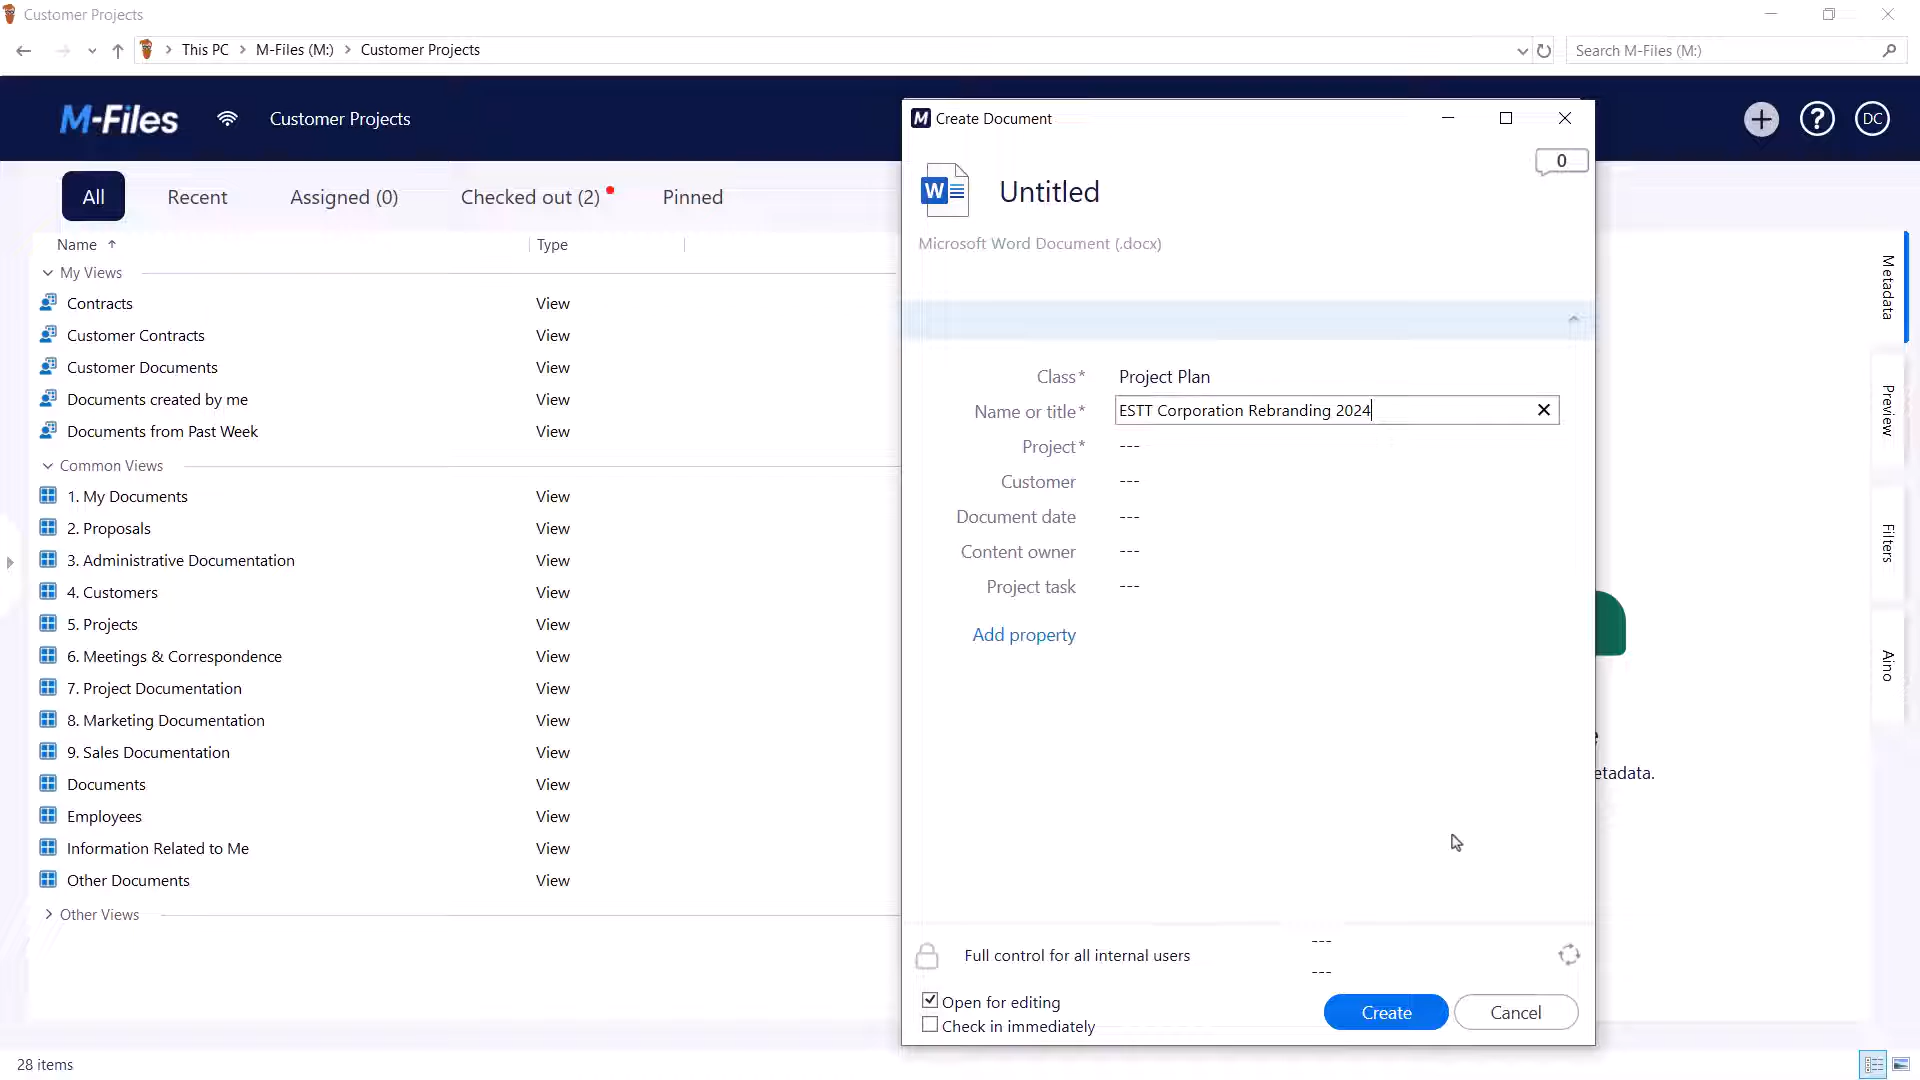 Customer Projects
This PC > M-Files (M:) > Customer Projects
Search M-Files (M:)
M-Files
Customer Projects
?
DC
All
Recent
Assigned (0)
Checked out (2)
Pinned
Name
Type
My Views
Contracts View
Customer Contracts View
Customer Documents View
Documents created by me View
Documents from Past Week View
Common Views
1. My Documents View
2. Proposals View
3. Administrative Documentation View
4. Customers View
5. Projects View
6. Meetings & Correspondence View
7. Project Documentation View
8. Marketing Documentation View
9. Sales Documentation View
Documents View
Employees View
Information Related to Me View
Other Documents View
Other Views
28 items
M Create Document
0
W
Untitled
Microsoft Word Document (.docx)
Class* Project Plan
Name or title* ESTT Corporation Rebranding 2024
Project* ---
Customer ---
Document date ---
Content owner ---
Project task ---
Add property
Full control for all internal users
---
---
Open for editing
Check in immediately
Create
Cancel
etadata.
Metadata
Preview
Filters
Aino